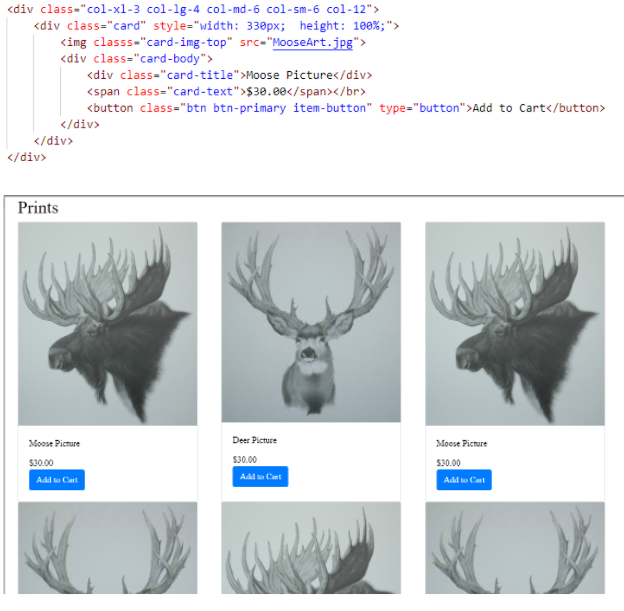 <div class="col-xl-3 col-lg-4 col-md-6 col-sm-6 col-12">
<div class="card" style="width: 330px;  height: 100%;">
<img classs="card-img-top" src="MooseArt.jpg">
<div class="card-body">
<div class="card-title">Moose Picture</div>
<span class="card-text">$30.00</span></br>
<button class="btn btn-primary item-button" type="button">Add to Cart</button>
</div>
</div>
</div>
Prints
Moose Picture
$30.00
Add to Cart
Deer Picture
$30.00
Add to Cart
Moose Picture
$30.00
Add to Cart